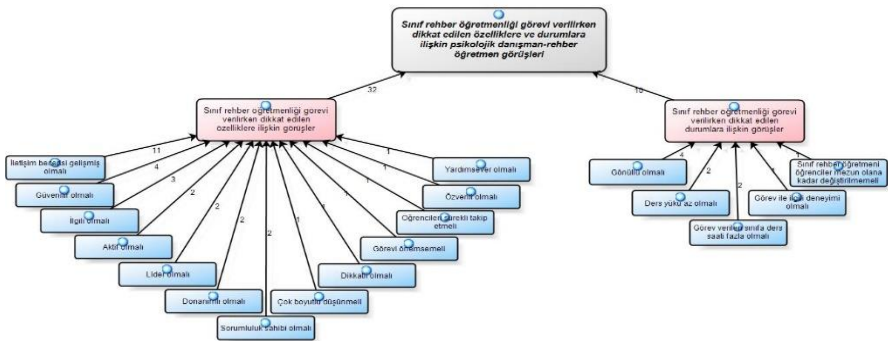 Sınıf rehber öğretmenliği görevi verilirken
dikkat edilen özelliklere ve durumlara
ilişkin psikolojik danışman-rehber
öğretmen görüşleri
32
10
Sınıf rehber öğretmenliği görevi
verilirken dikkat edilen
özelliklere ilişkin görüşler
Sınıf rehber öğretmenliği görevi
verilirken dikkat edilen
durumlara ilişkin görüşler
11
4
3
2
2
2
2
1
1
1
1
1
1
1
4
2
2
1
1
İletişim becerisi gelişmiş
olmalı
Güvenilir olmalı
İlgili olmalı
Aktif olmalı
Lider olmalı
Donanımlı olmalı
Sorumluluk sahibi olmalı
Çok boyutlu düşünmeli
Dikkatli olmalı
Görevi önemsemeli
Öğrencileri sürekli takip
etmeli
Özverili olmalı
Yardımsever olmalı
Gönüllü olmalı
Ders yükü az olmalı
Görev verilen sınıfa ders
saati fazla olmalı
Görev ile ilgili deneyimi
olmalı
Sınıf rehber öğretmeni
öğrenciler mezun olana
kadar değiştirilmemeli